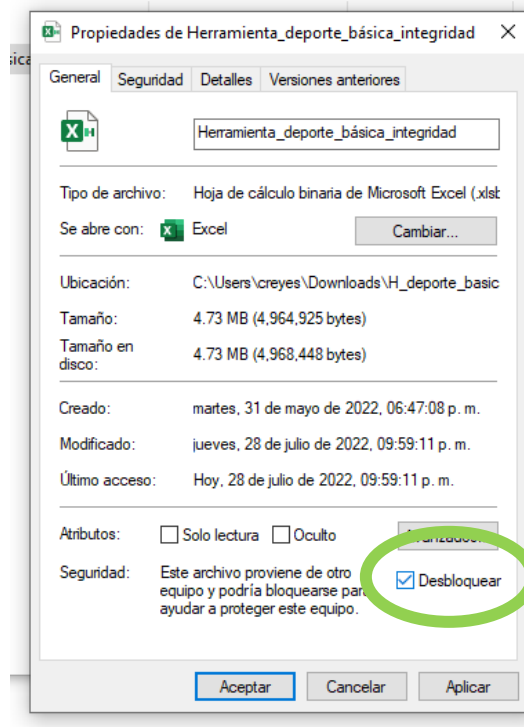 Propiedades de Herramienta_deporte_básica_integridad
General Seguridad Detalles Versiones anteriores
Herramienta_deporte_básica_integridad
Tipo de archivo: Hoja de cálculo binaria de Microsoft Excel (.xlsb
Se abre con: Excel Cambiar...
Ubicación: C:\Users\creyes\Downloads\H_deporte_basic
Tamaño: 4.73 MB (4,964,925 bytes)
Tamaño en
disco: 4.73 MB (4,968,448 bytes)
Creado: martes, 31 de mayo de 2022, 06:47:08 p. m.
Modificado: jueves, 28 de julio de 2022, 09:59:11 p. m.
Último acceso: Hoy, 28 de julio de 2022, 09:59:11 p. m.
Atributos: Solo lectura Oculto Avanzados...
Seguridad: Este archivo proviene de otro
equipo y podría bloquearse para
ayudar a proteger este equipo.
Desbloquear
Aceptar Cancelar Aplicar